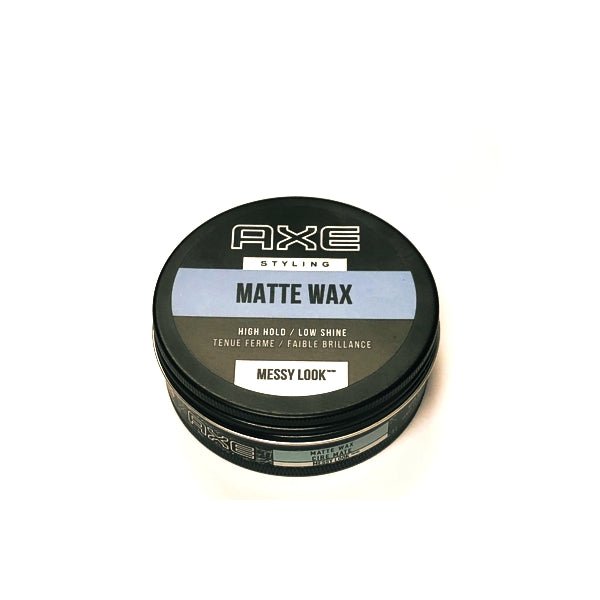 AXE
STYLING
MATTE WAX
HIGH HOLD / LOW SHINE
TENUE FERME / FAIBLE BRILLANCE
MESSY LOOK™
AXE
MATTE WAX
CIRE MATE
MESSY LOOK™